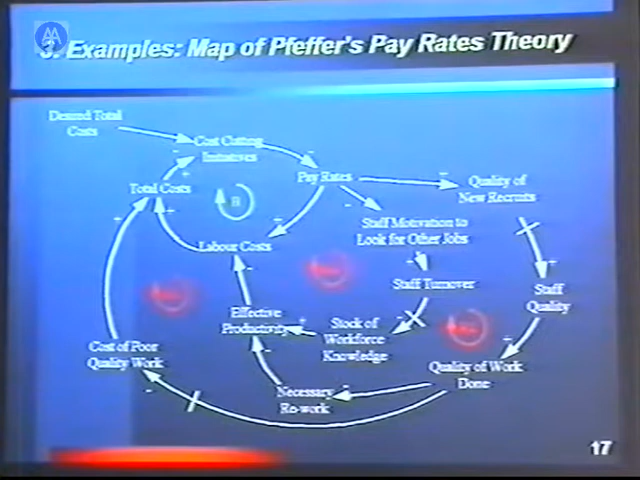 3. Examples: Map of Pfeffer's Pay Rates Theory
Desired Total
Costs
Cost Cutting
Initiatives
Pay Rates
Quality of
New Recruits
Total Costs
B
Staff Motivation to
Look for Other Jobs
Labour Costs
Staff Turnover
Staff
Quality
Effective
Productivity
Stock of
Workforce
Knowledge
Cost of Poor
Quality Work
Quality of Work
Done
Necessary
Re-work
17